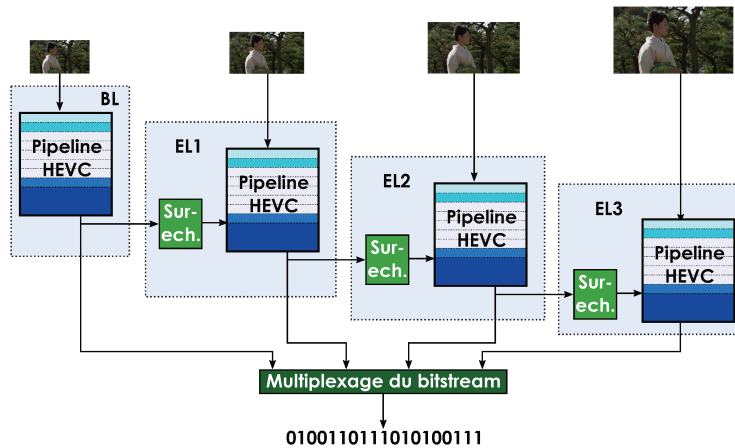 BL
Pipeline
HEVC
EL1
Pipeline
HEVC
Sur-
ech.
EL2
Pipeline
HEVC
Sur-
ech.
EL3
Pipeline
HEVC
Sur-
ech.
Multiplexage du bitstream
0100110111010100111